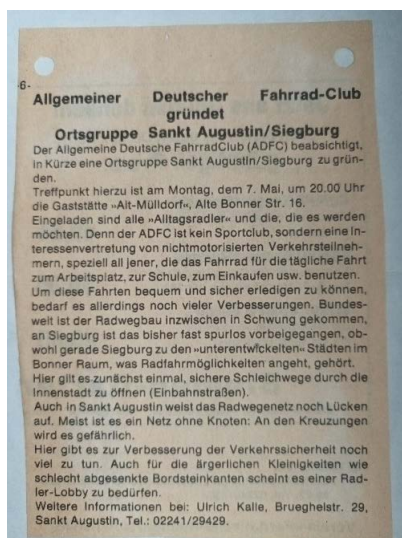 -6-
Allgemeiner Deutscher Fahrrad-Club
gründet
Ortsgruppe Sankt Augustin/Siegburg
Der Allgemeine Deutsche FahrradClub (ADFC) beabsichtigt,
in Kürze eine Ortsgruppe Sankt Augustin/Siegburg zu grün-
den.
Treffpunkt hierzu ist am Montag, dem 7. Mai, um 20.00 Uhr
die Gaststätte »Alt-Mülldorf«, Alte Bonner Str. 16.
Eingeladen sind alle »Alltagsradler« und die, die es werden
möchten. Denn der ADFC ist kein Sportclub, sondern eine In-
teressenvertretung von nichtmotorisierten Verkehrsteilneh-
mern, speziell all jener, die das Fahrrad für die tägliche Fahrt
zum Arbeitsplatz, zur Schule, zum Einkaufen usw. benutzen.
Um diese Fahrten bequem und sicher erledigen zu können,
bedarf es allerdings noch vieler Verbesserungen. Bundes-
weit ist der Radwegbau inzwischen in Schwung gekommen,
an Siegburg ist das bisher fast spurlos vorbeigegangen, ob-
wohl gerade Siegburg zu den »unterentwickelten« Städten im
Bonner Raum, was Radfahrmöglichkeiten angeht, gehört.
Hier gilt es zunächst einmal, sichere Schleichwege durch die
Innenstadt zu öffnen (Einbahnstraßen).
Auch in Sankt Augustin weist das Radwegenetz noch Lücken
auf. Meist ist es ein Netz ohne Knoten: An den Kreuzungen
wird es gefährlich.
Hier gibt es zur Verbesserung der Verkehrssicherheit noch
viel zu tun. Auch für die ärgerlichen Kleinigkeiten wie
schlecht abgesenkte Bordsteinkanten scheint es einer Rad-
ler-Lobby zu bedürfen.
Weitere Informationen bei: Ulrich Kalle, Brueghelstr. 29,
Sankt Augustin, Tel.: 02241/29429.